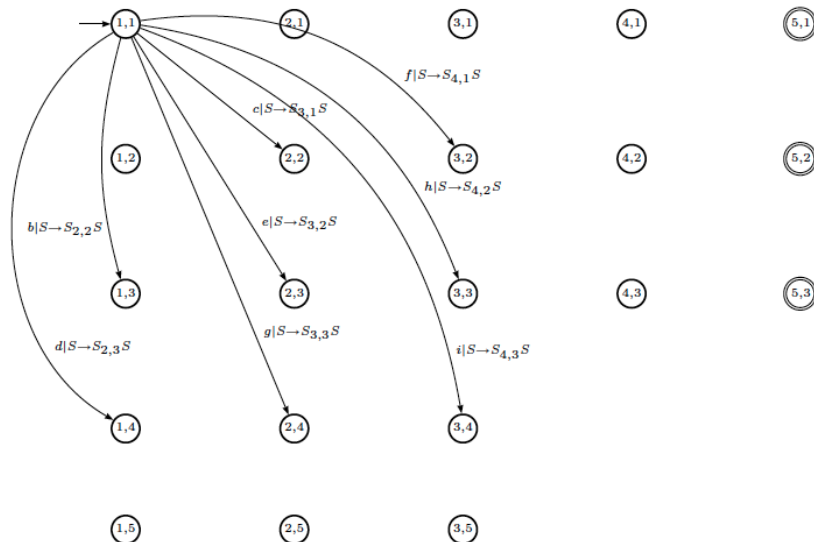 1,1 2,1 3,1 4,1 5,1
f|S→S4,1S
c|S→S3,1S
1,2 2,2 3,2 4,2 5,2
h|S→S4,2S
b|S→S2,2S e|S→S3,2S
1,3 2,3 3,3 4,3 5,3
d|S→S2,3S g|S→S3,3S i|S→S4,3S
1,4 2,4 3,4
1,5 2,5 3,5